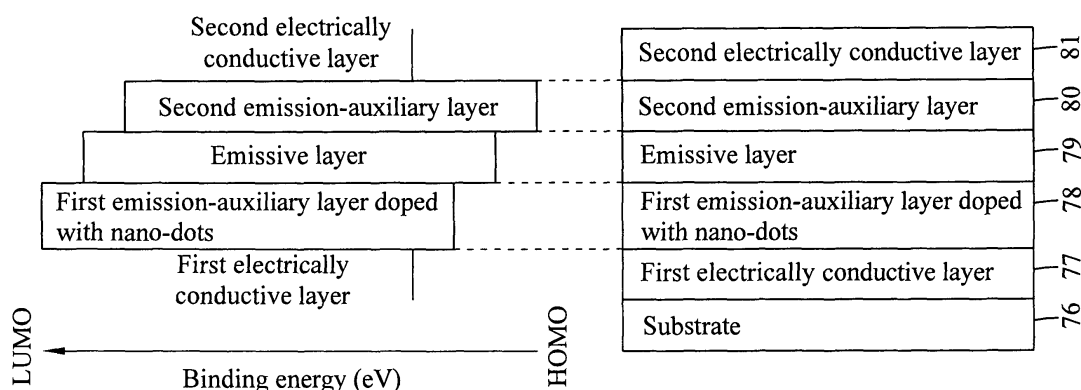 Second electrically
conductive layer
Second emission-auxiliary layer
Emissive layer
First emission-auxiliary layer doped
with nano-dots
First electrically
conductive layer
LUMO
HOMO
Binding energy (eV)
Second electrically conductive layer
81
Second emission-auxiliary layer
80
Emissive layer
79
First emission-auxiliary layer doped
with nano-dots
78
First electrically conductive layer
77
Substrate
76